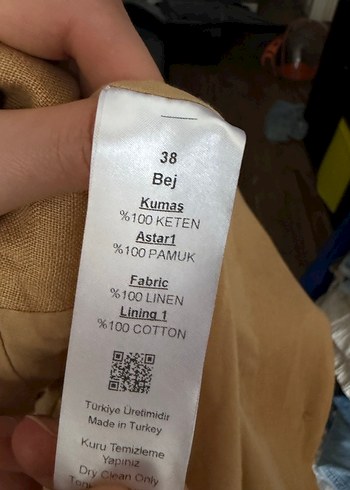 38
Bej
Kumaş
%100 KETEN
Astar1
%100 PAMUK
Fabric
%100 LINEN
Lining 1
%100 COTTON
Türkiye Üretimidir
Made in Turkey
Kuru Temizleme
Yapınız
Dry Clean Only